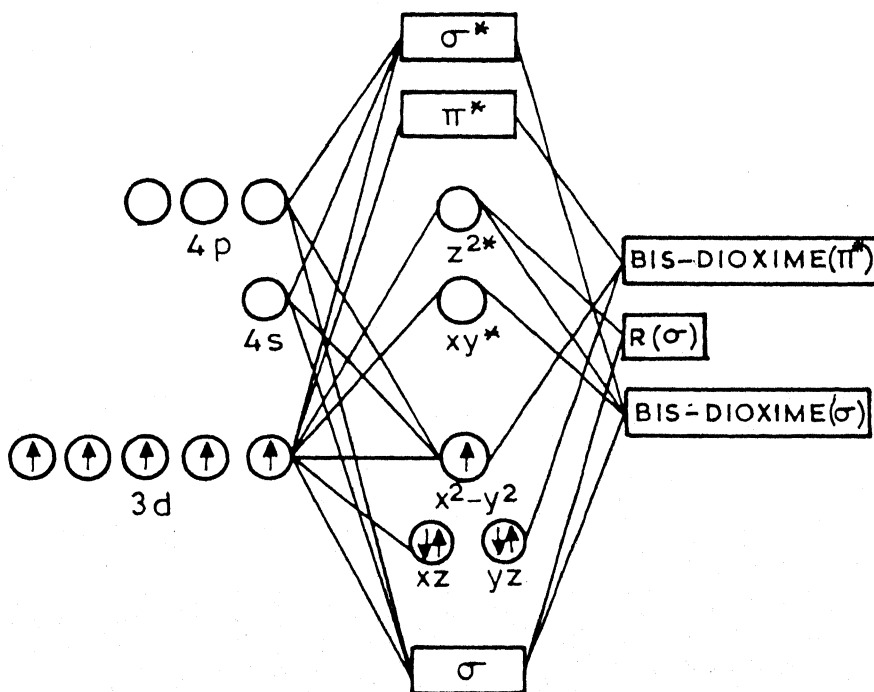 σ*
π*
4p
z²*
BIS-DIOXIME(π*)
4s
xy*
R(σ)
BIS-DIOXIME(σ)
3d
x²-y²
xz yz
σ